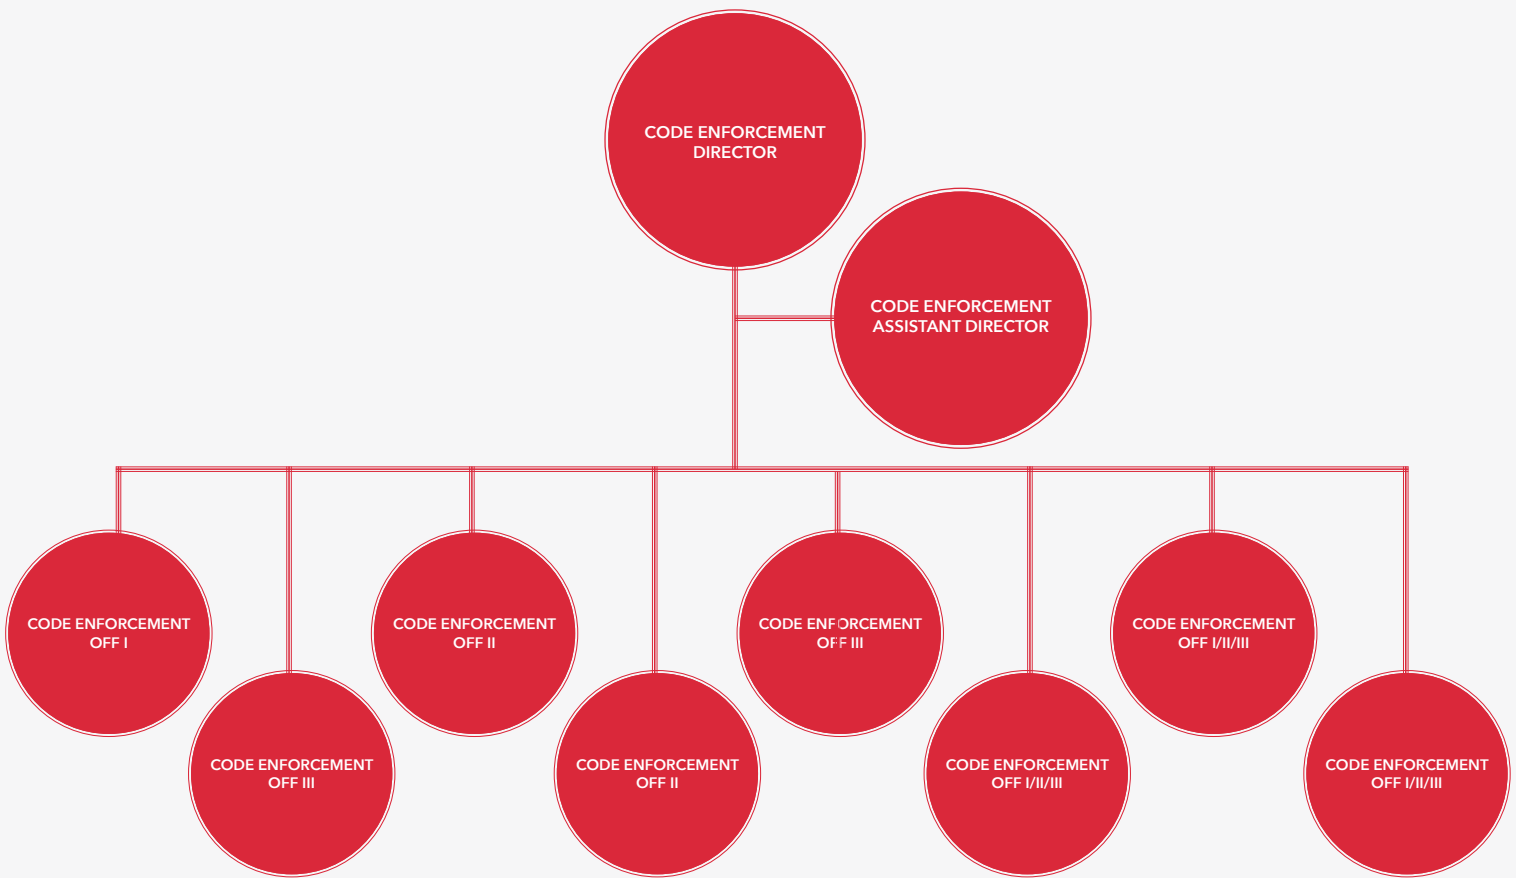 CODE ENFORCEMENT
DIRECTOR
CODE ENFORCEMENT
ASSISTANT DIRECTOR
CODE ENFORCEMENT
OFF I
CODE ENFORCEMENT
OFF III
CODE ENFORCEMENT
OFF II
CODE ENFORCEMENT
OFF II
CODE ENFORCEMENT
OFF III
CODE ENFORCEMENT
OFF I/II/III
CODE ENFORCEMENT
OFF I/II/III
CODE ENFORCEMENT
OFF I/II/III